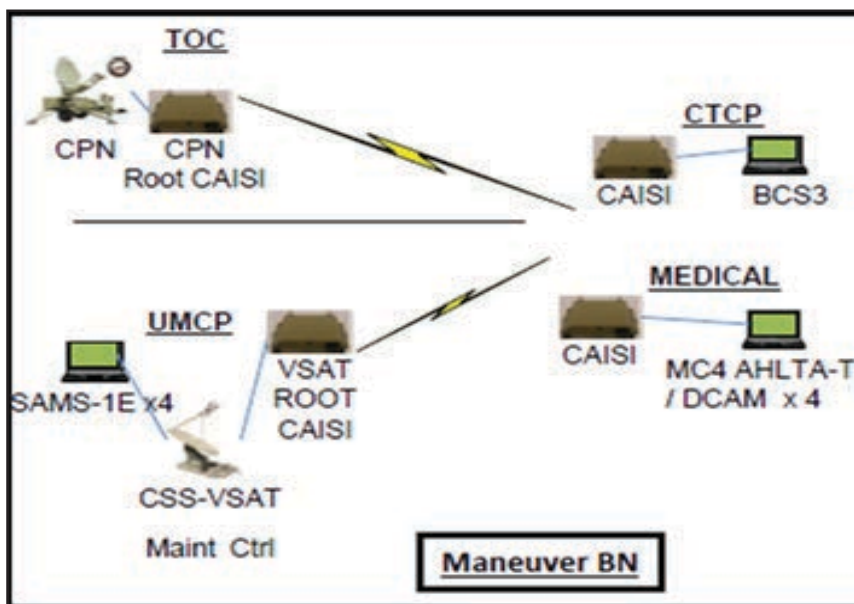 TOC
CPN
CPN
Root CAISI
CTCP
CAISI
BCS3
UMCP
SAMS-1E x4
VSAT
ROOT
CAISI
CSS-VSAT
Maint Ctrl
MEDICAL
CAISI
MC4 AHLTA-T
/ DCAM x 4
Maneuver BN